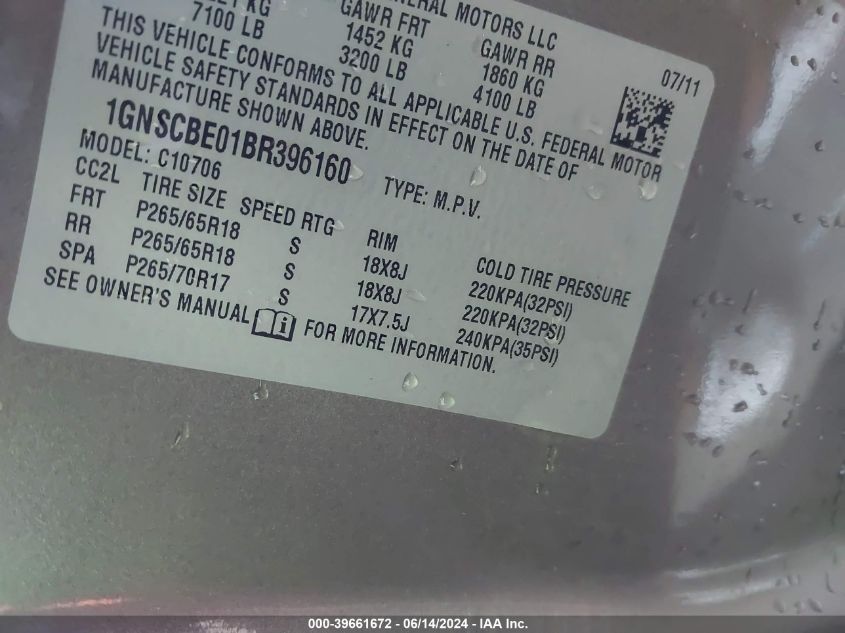 GENERAL MOTORS LLC
07/11
KG GAWR FRT GAWR RR
7100 LB 1452 KG 1860 KG
3200 LB 4100 LB
THIS VEHICLE CONFORMS TO ALL APPLICABLE U.S. FEDERAL MOTOR
VEHICLE SAFETY STANDARDS IN EFFECT ON THE DATE OF
MANUFACTURE SHOWN ABOVE.
1GNSCBE01BR396160 TYPE: M.P.V.
MODEL: C10706
CC2L TIRE SIZE SPEED RTG RIM COLD TIRE PRESSURE
FRT P265/65R18 S 18X8J 220KPA(32PSI)
RR P265/65R18 S 18X8J 220KPA(32PSI)
SPA P265/70R17 S 17X7.5J 240KPA(35PSI)
SEE OWNER'S MANUAL FOR MORE INFORMATION.
000-39661672 - 06/14/2024 - IAA Inc.